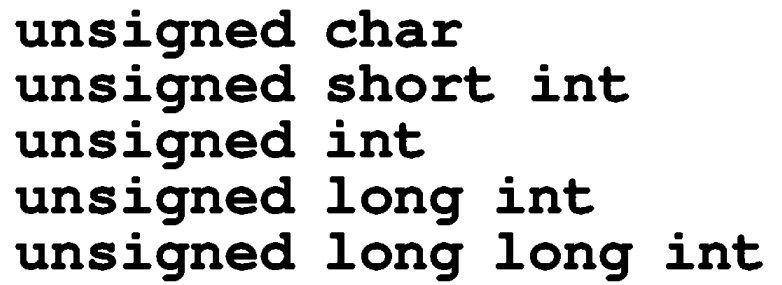 unsigned char
unsigned short int
unsigned int
unsigned long int
unsigned long long int